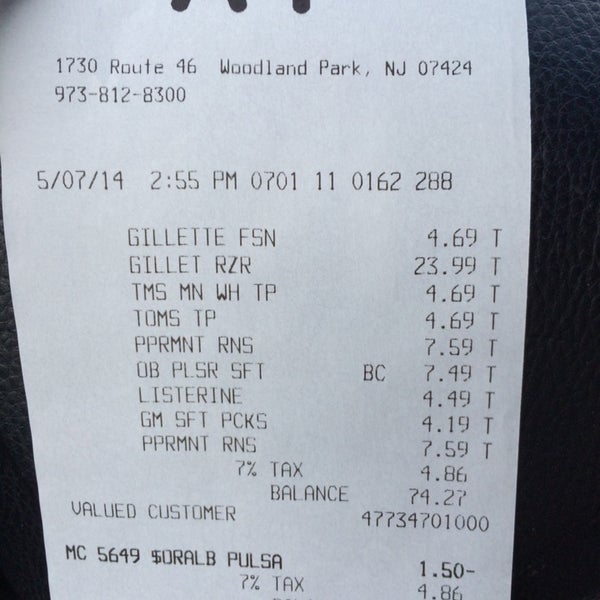 1730 Route 46 Woodland Park, NJ 07424
973-812-8300
5/07/14 2:55 PM 0701 11 0162 288
GILLETTE FSN 4.69 T
GILLET RZR 23.99 T
TMS MN WH TP 4.69 T
TOMS TP 4.69 T
PPRMNT RNS 7.59 T
OB PLSR SFT BC 7.49 T
LISTERINE 4.49 T
GM SFT PCKS 4.19 T
PPRMNT RNS 7.59 T
7% TAX 4.86
BALANCE 74.27
VALUED CUSTOMER 47734701000
MC 5649 $ORALB PULSA 1.50-
7% TAX 4.86